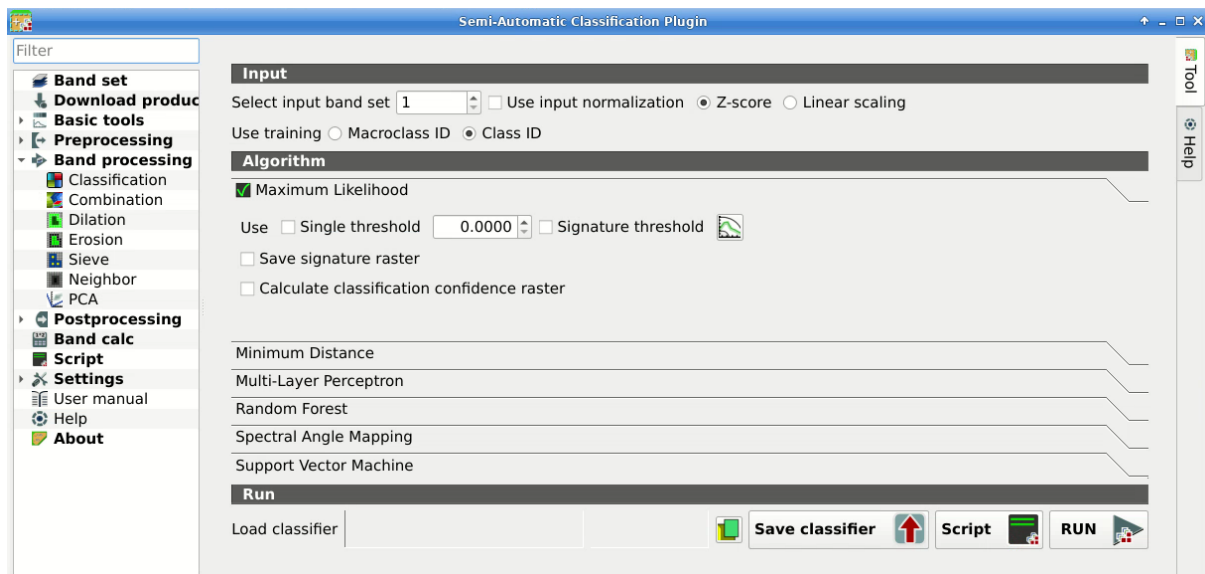 Semi-Automatic Classification Plugin
Filter
Band set
Download produc
Basic tools
Preprocessing
Band processing
Classification
Combination
Dilation
Erosion
Sieve
Neighbor
PCA
Postprocessing
Band calc
Script
Settings
User manual
Help
About
Input
Select input band set 1 Use input normalization Z-score Linear scaling
Use training Macroclass ID Class ID
Algorithm
Maximum Likelihood
Use Single threshold 0.0000 Signature threshold
Save signature raster
Calculate classification confidence raster
Minimum Distance
Multi-Layer Perceptron
Random Forest
Spectral Angle Mapping
Support Vector Machine
Run
Load classifier Save classifier Script RUN
Tool
Help